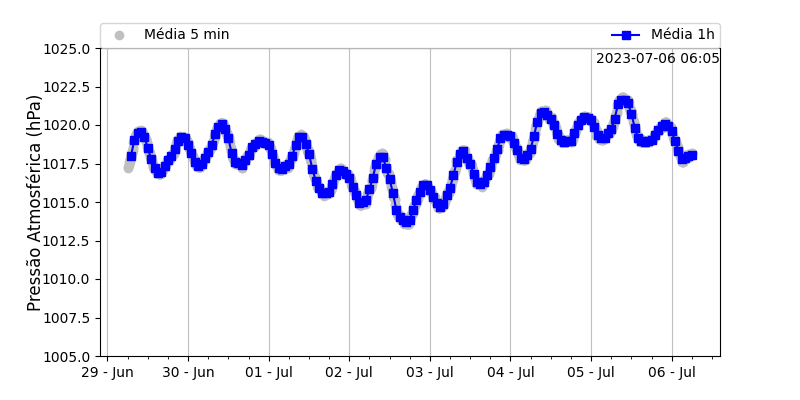 Média 5 min
Média 1h
2023-07-06 06:05
Pressão Atmosférica (hPa)
1025.0
1022.5
1020.0
1017.5
1015.0
1012.5
1010.0
1007.5
1005.0
29 - Jun
30 - Jun
01 - Jul
02 - Jul
03 - Jul
04 - Jul
05 - Jul
06 - Jul